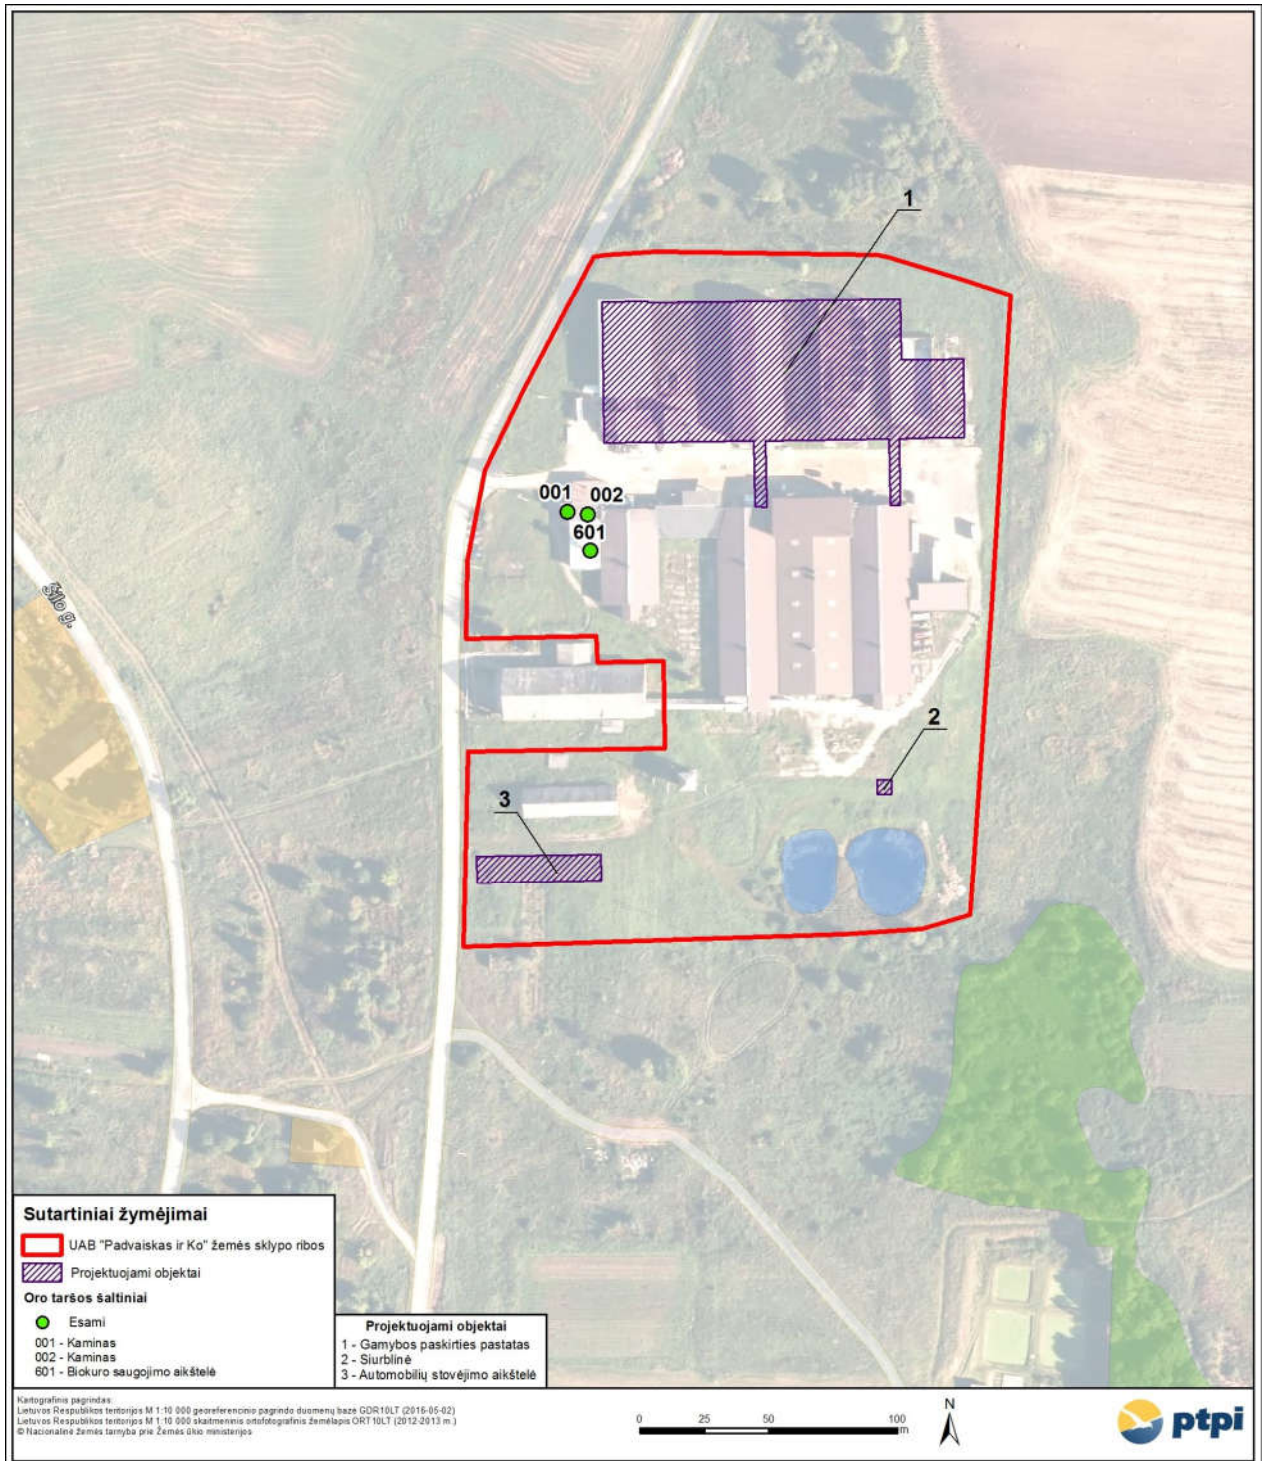 1
001
002
601
Šilo g.
2
3
Sutartiniai žymėjimai
UAB "Padvaiskas ir Ko" žemės sklypo ribos
Projektuojami objektai
Oro taršos šaltiniai
Esami
001 - Kaminas
002 - Kaminas
601 - Biokuro saugojimo aikštelė
Projektuojami objektai
1 - Gamybos paskirties pastatas
2 - Siurblinė
3 - Automobilių stovėjimo aikštelė
Kartografinis pagrindas:
Lietuvos Respublikos teritorijos M 1:10 000 georeferencinio pagrindo duomenų bazė GDR10LT (2016-05-02)
Lietuvos Respublikos teritorijos M 1:10 000 skaitmeninis ortofotografinis žemėlapis ORT10LT (2012-2013 m.)
© Nacionalinė žemės tarnyba prie Žemės ūkio ministerijos
0 25 50 100
m
N
ptpi